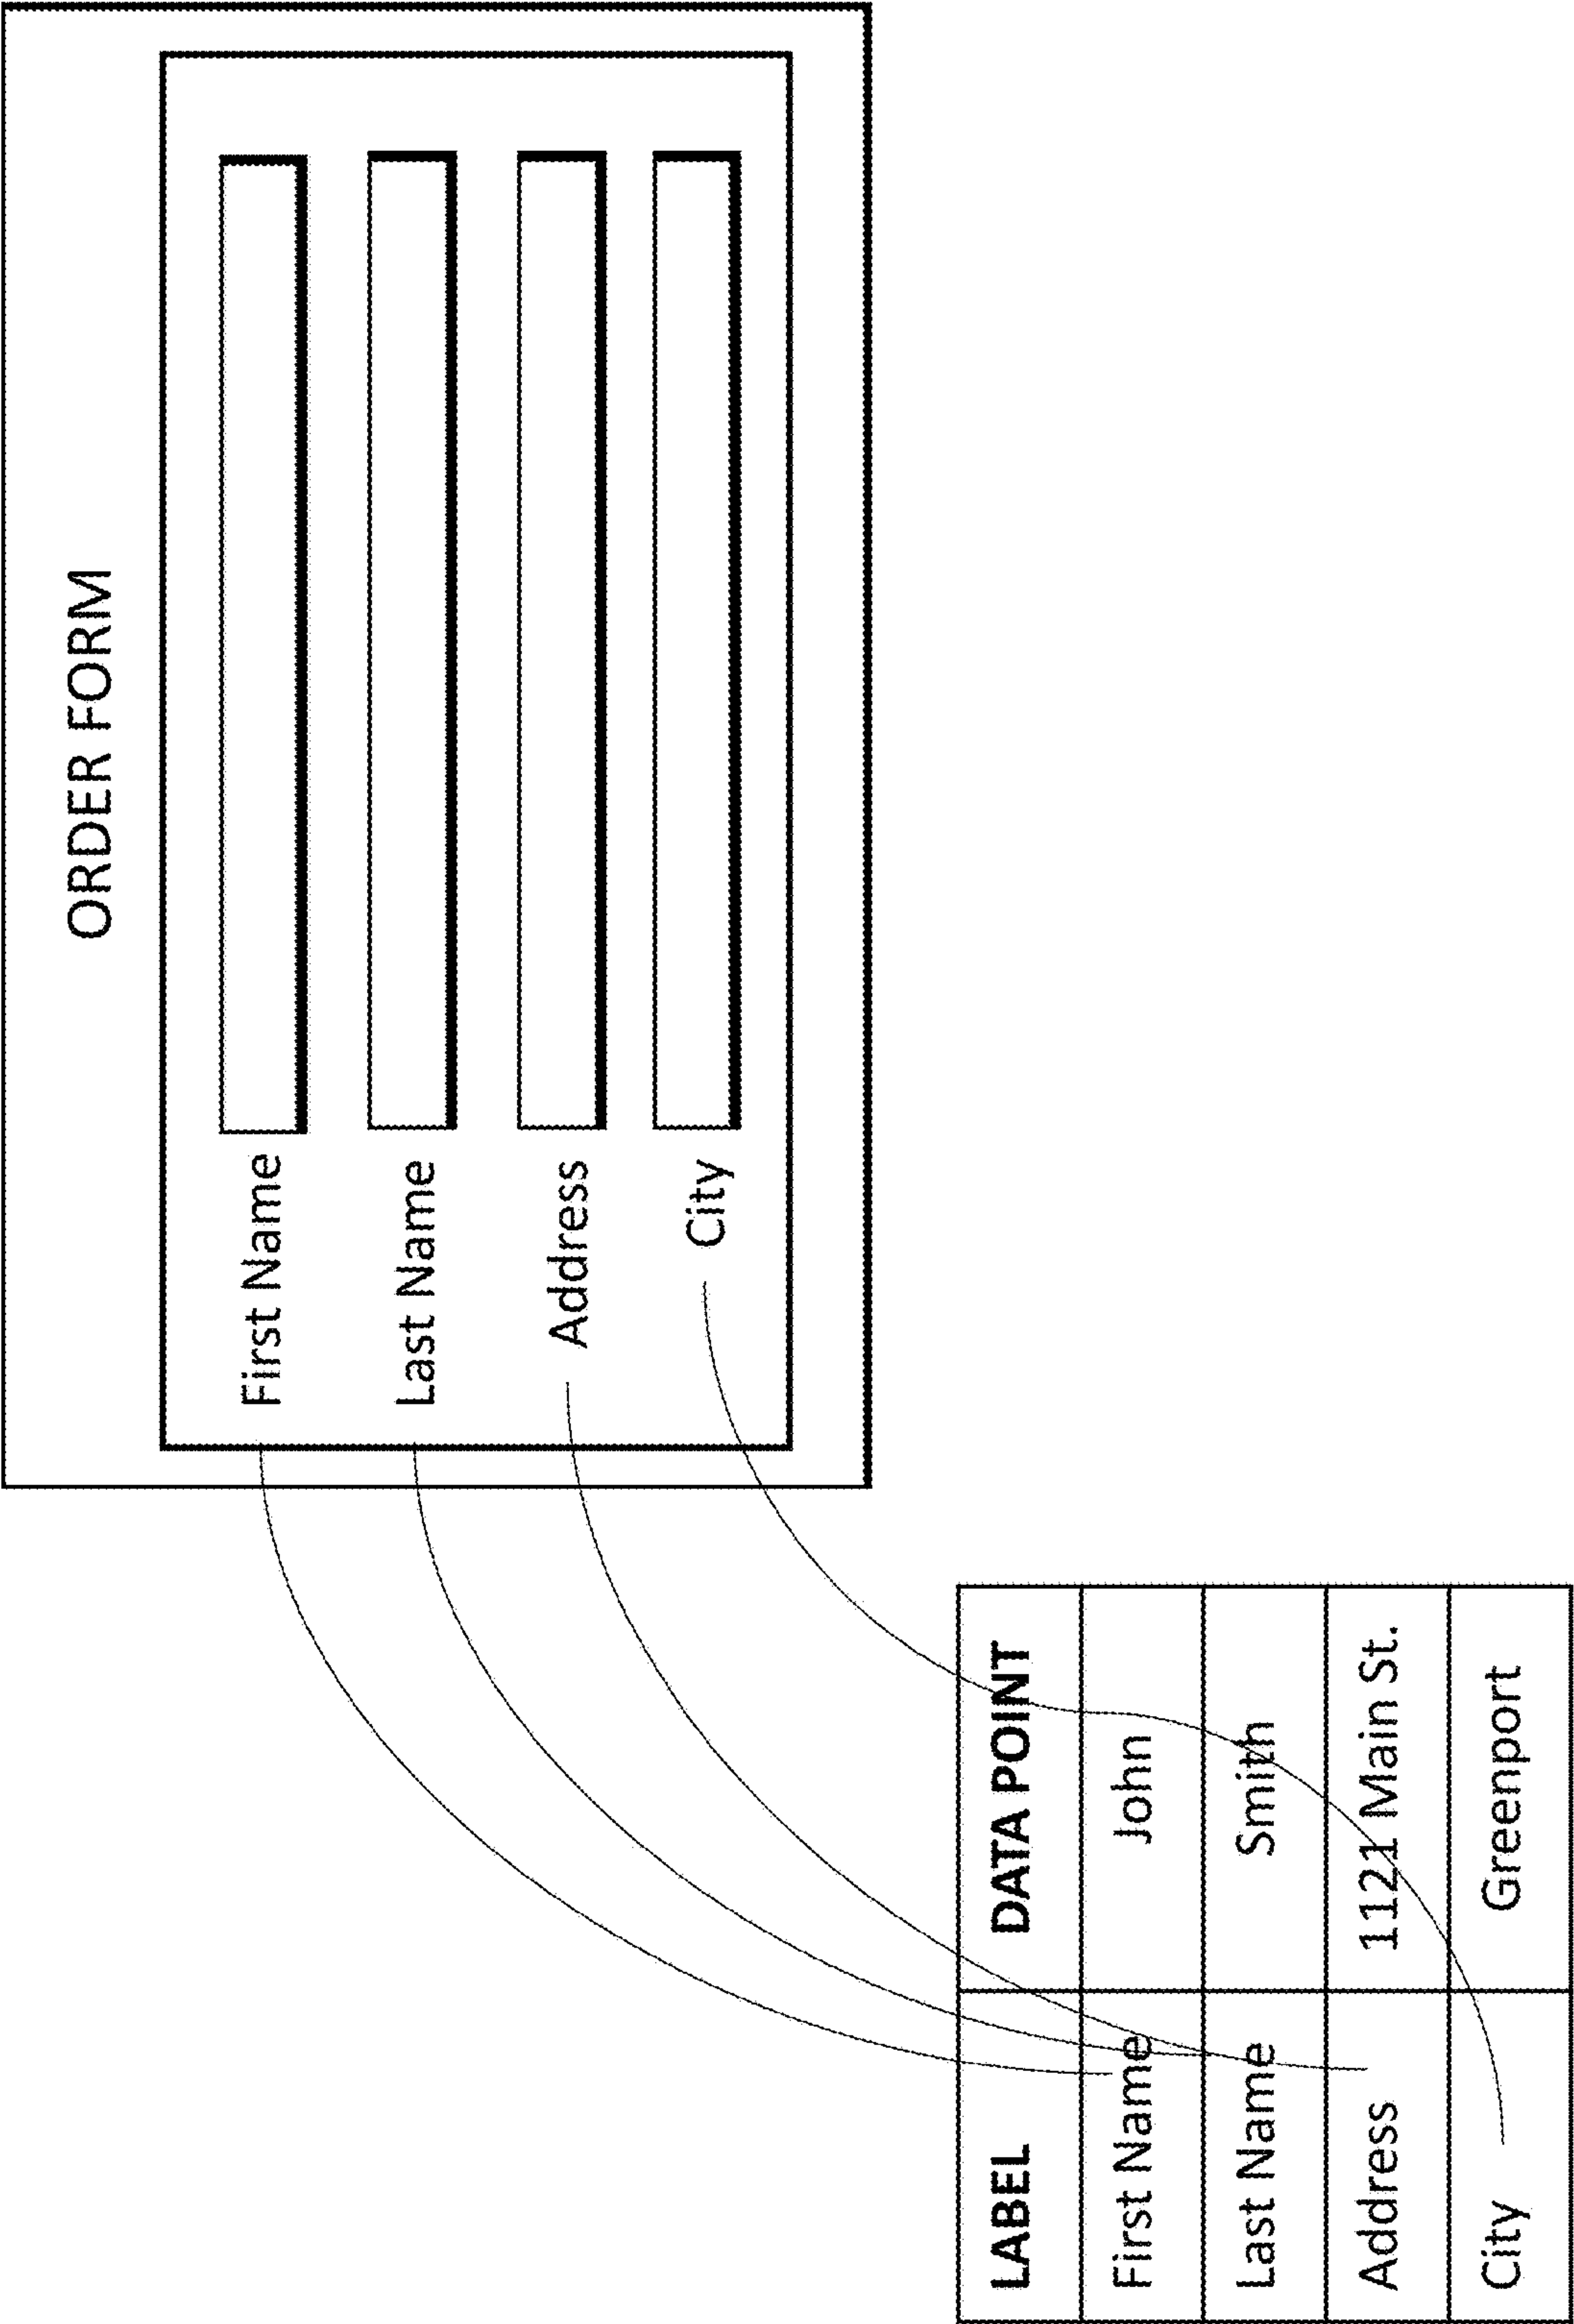 ORDER FORM
First Name
Last Name
Address
City
LABEL DATA POINT
First Name John
Last Name Smith
Address 1121 Main St.
City Greenport